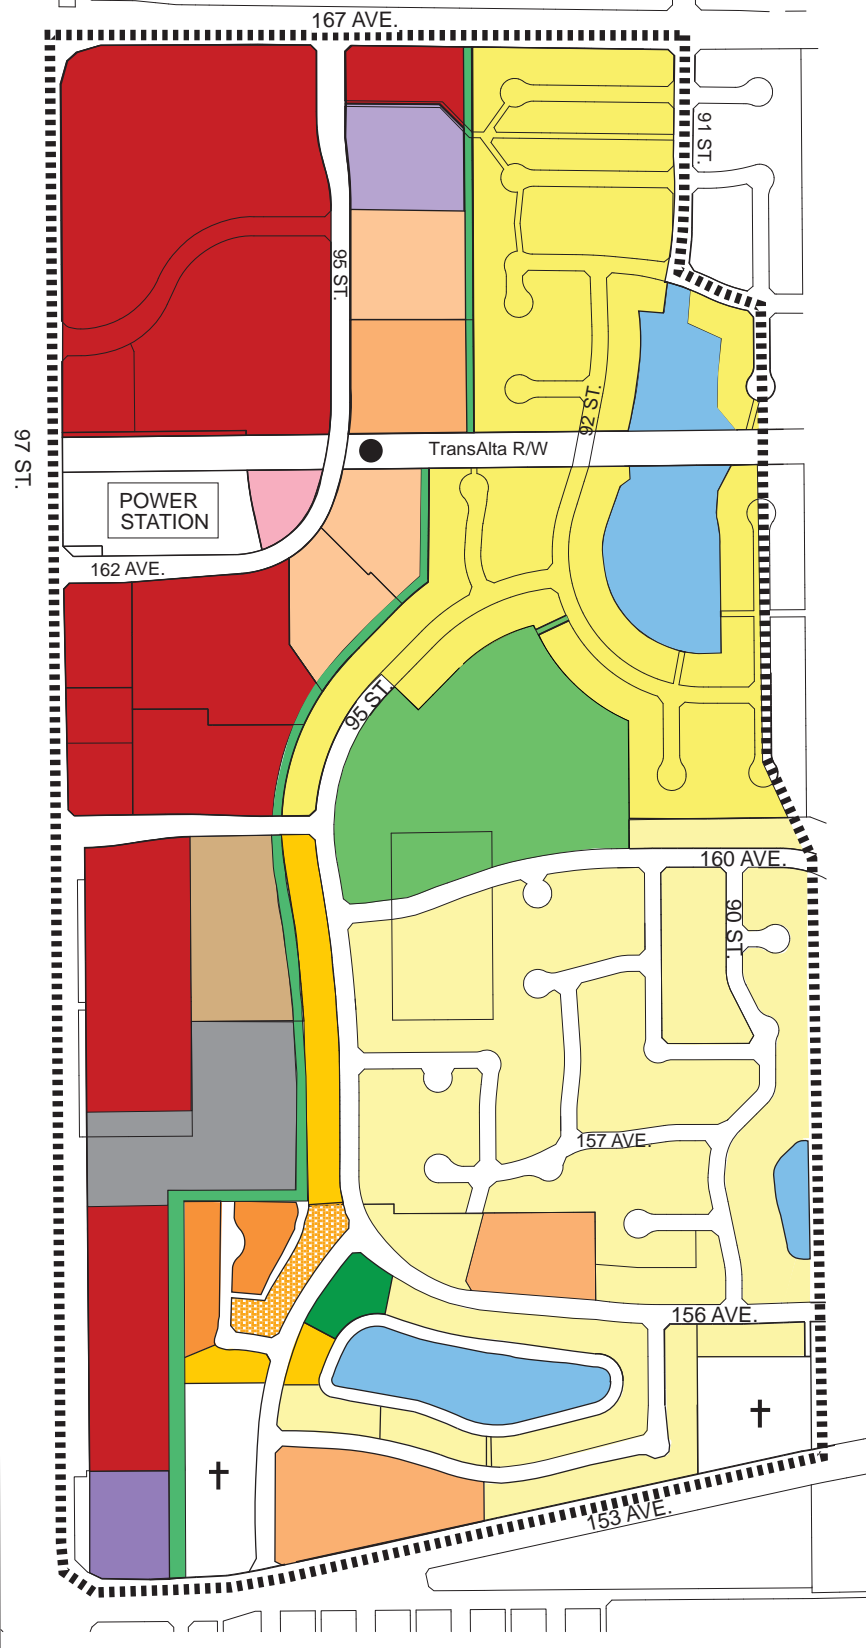 167 AVE.
91 ST.
95 ST.
92 ST.
97 ST.
TransAlta R/W
POWER
STATION
162 AVE.
95 ST.
160 AVE.
90 ST.
157 AVE.
156 AVE.
153 AVE.